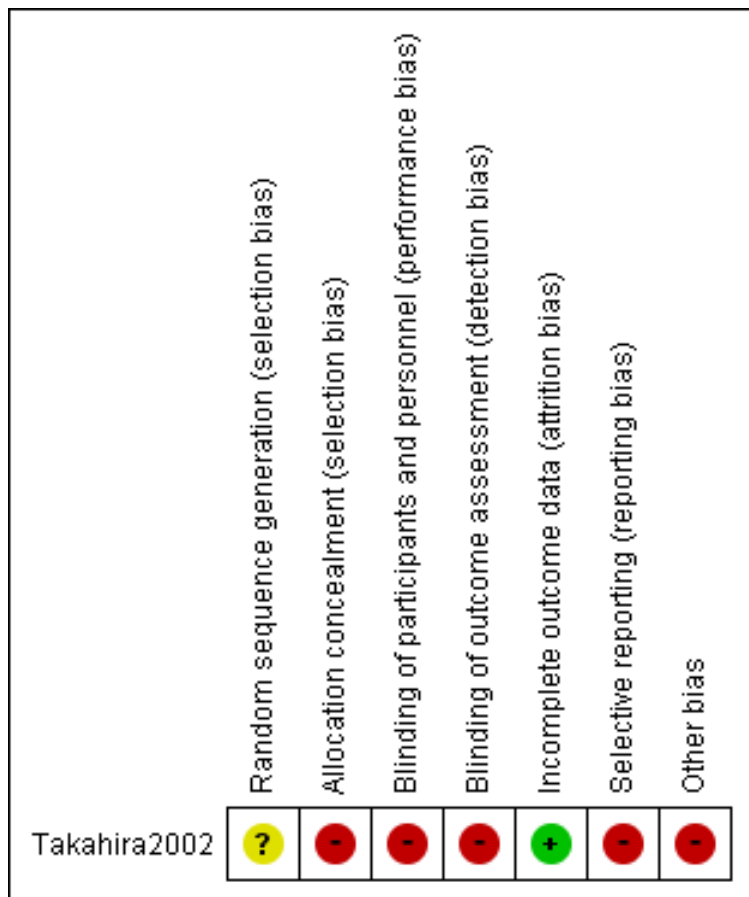 Random sequence generation (selection bias)
Allocation concealment (selection bias)
Blinding of participants and personnel (performance bias)
Blinding of outcome assessment (detection bias)
Incomplete outcome data (attrition bias)
Selective reporting (reporting bias)
Other bias
Takahira2002 ? - - - + - -